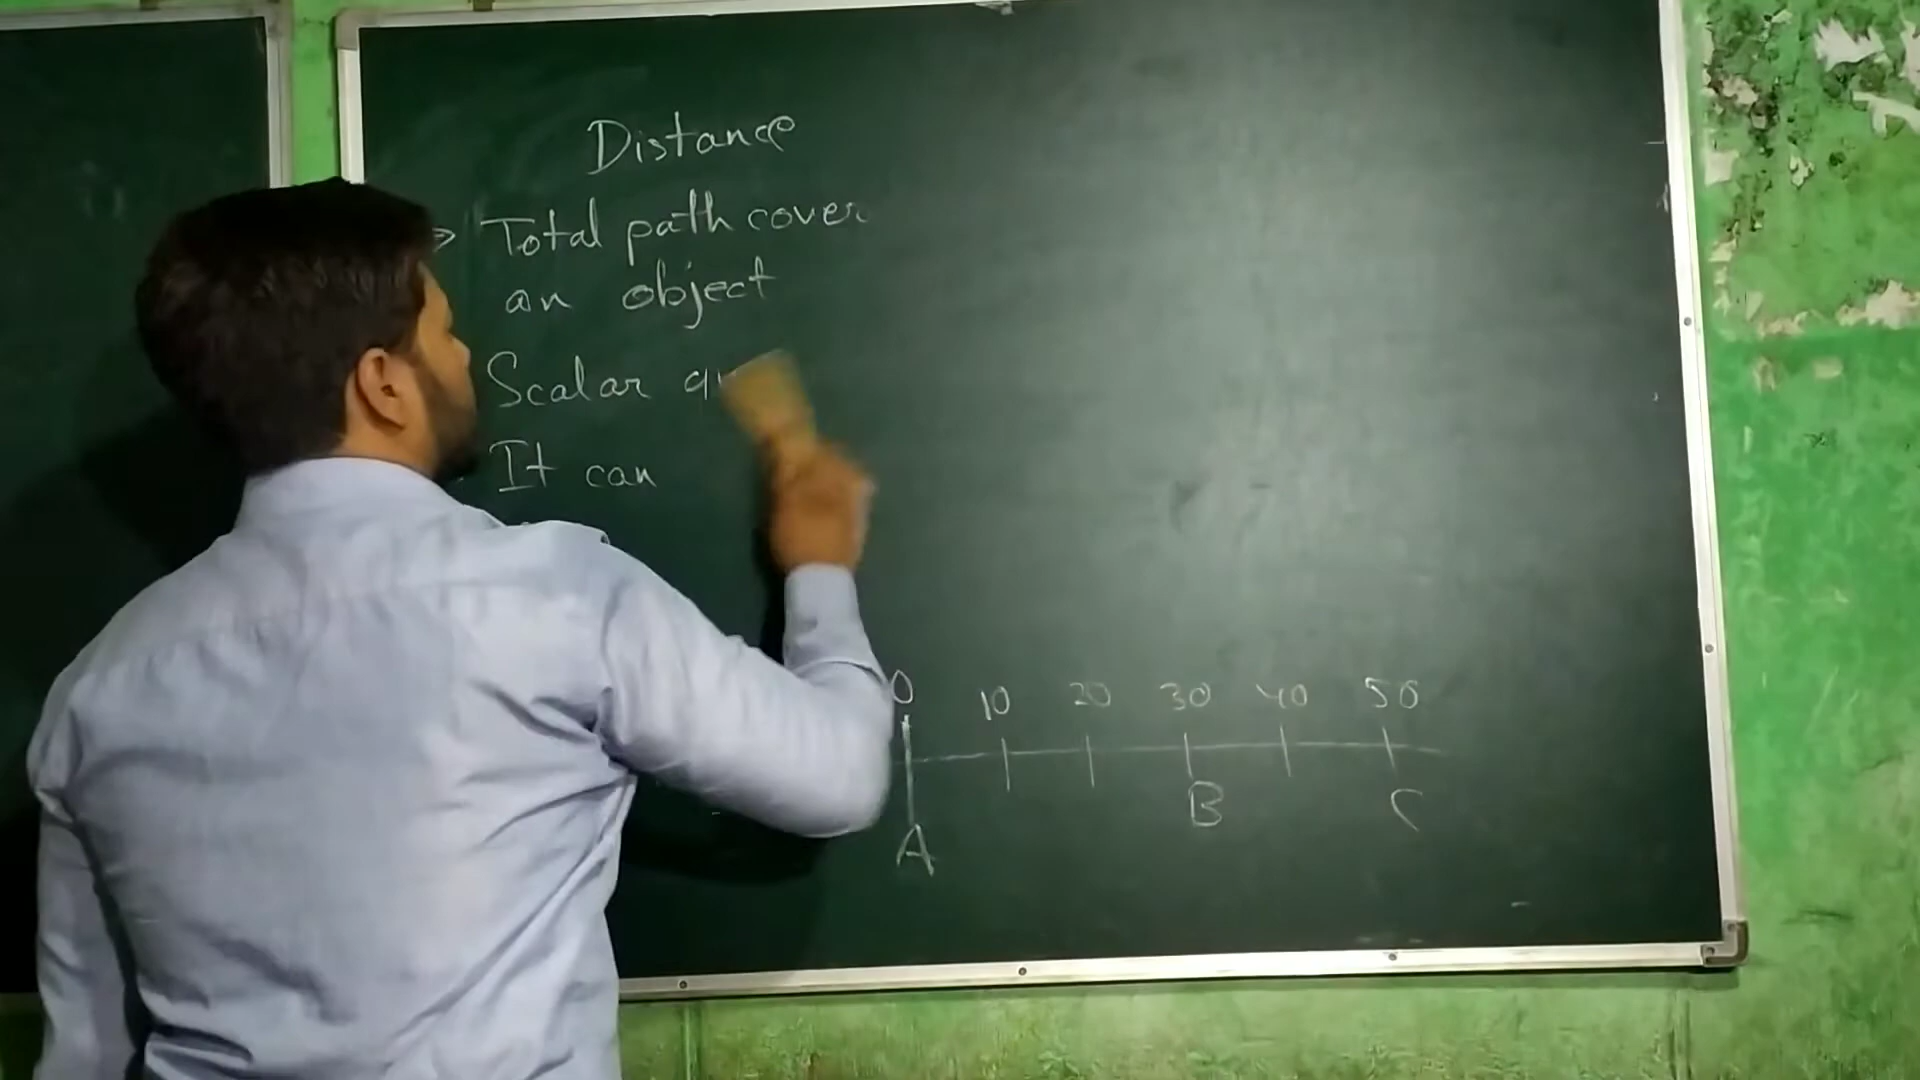 Distance
Total path cover
an object
Scalar
It can
0 10 20 30 40 50
B C
A